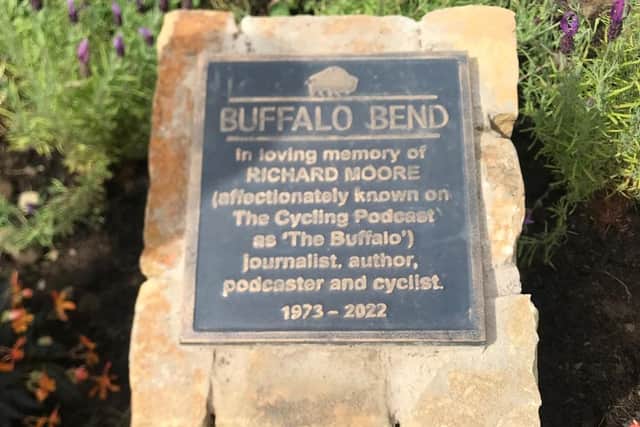 BUFFALO BEND
In loving memory of
RICHARD MOORE
(affectionately known on
The Cycling Podcast
as ‘The Buffalo’)
journalist. author,
podcaster and cyclist.
1973 – 2022